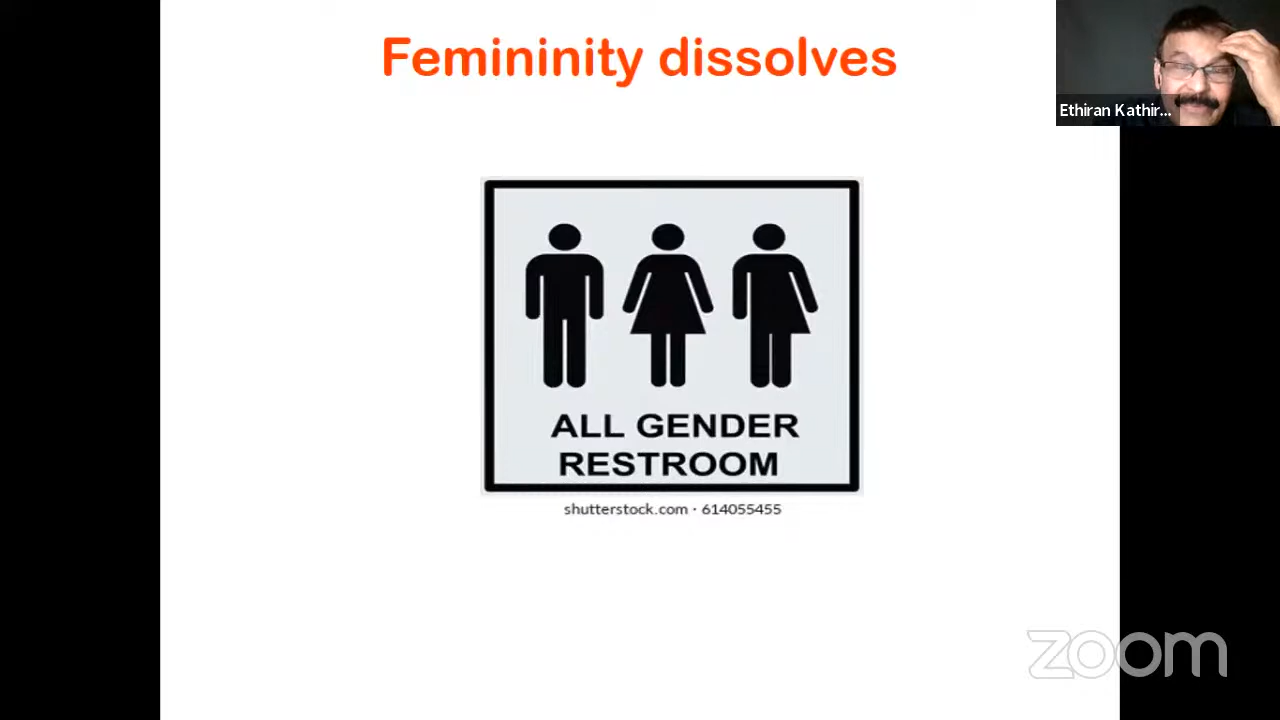 Femininity dissolves
Ethiran Kathir...
ALL GENDER
RESTROOM
shutterstock.com · 614055455
zoom